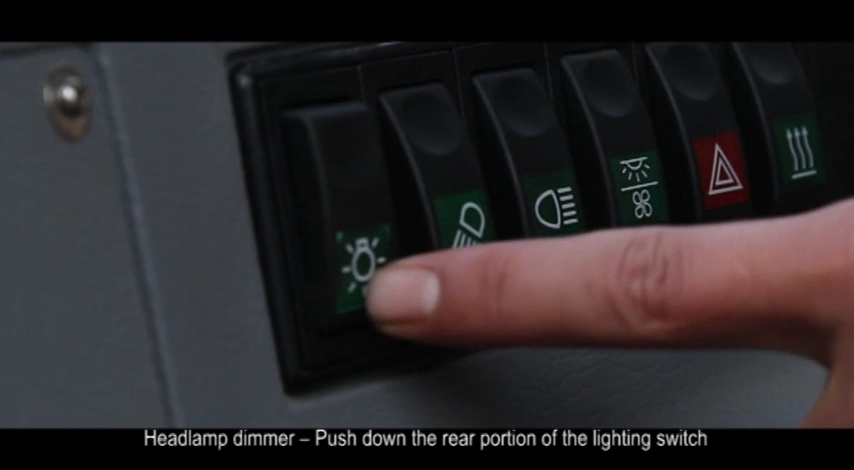 Headlamp dimmer – Push down the rear portion of the lighting switch